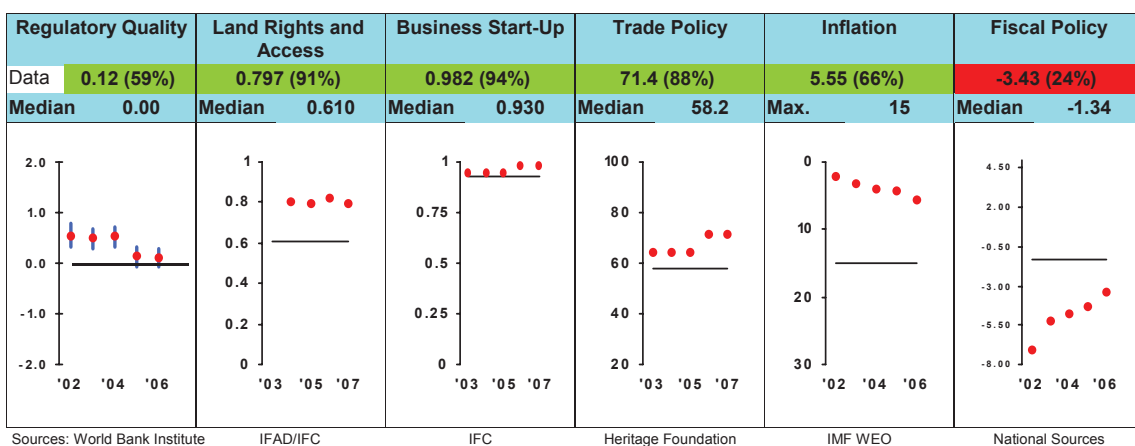 Regulatory Quality
Land Rights and
Access
Business Start-Up
Trade Policy
Inflation
Fiscal Policy
Data 0.12 (59%)
0.797 (91%)
0.982 (94%)
71.4 (88%)
5.55 (66%)
-3.43 (24%)
Median 0.00
Median 0.610
Median 0.930
Median 58.2
Max. 15
Median -1.34
2.0
1.0
0.0
-1.0
-2.0
'02 '04 '06
1
0.8
0.6
0.4
0.2
0
'03 '05 '07
1
0.75
0.5
0.25
0
'03 '05 '07
100
80
60
40
20
'03 '05 '07
0
10
20
30
'02 '04 '06
4.50
2.00
-0.50
-3.00
-5.50
-8.00
'02 '04 '06
Sources: World Bank Institute
IFAD/IFC
IFC
Heritage Foundation
IMF WEO
National Sources